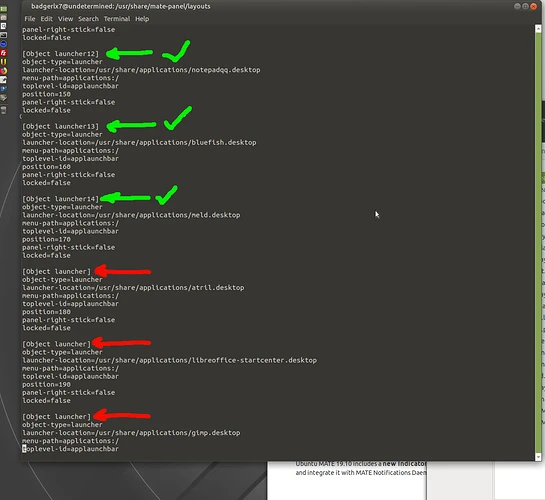 badgerlx7@undetermined: /usr/share/mate-panel/layouts
File Edit View Search Terminal Help
panel-right-stick=false
locked=false
[Object launcher12]
object-type=launcher
launcher-location=/usr/share/applications/notepadqq.desktop
menu-path=applications:/
toplevel-id=applaunchbar
position=150
panel-right-stick=false
locked=false
[Object launcher13]
object-type=launcher
launcher-location=/usr/share/applications/bluefish.desktop
menu-path=applications:/
toplevel-id=applaunchbar
position=160
panel-right-stick=false
locked=false
[Object launcher14]
object-type=launcher
launcher-location=/usr/share/applications/meld.desktop
menu-path=applications:/
toplevel-id=applaunchbar
position=170
panel-right-stick=false
locked=false
[Object launcher]
object-type=launcher
launcher-location=/usr/share/applications/atril.desktop
menu-path=applications:/
toplevel-id=applaunchbar
position=180
panel-right-stick=false
locked=false
[Object launcher]
object-type=launcher
launcher-location=/usr/share/applications/libreoffice-startcenter.desktop
menu-path=applications:/
toplevel-id=applaunchbar
position=190
panel-right-stick=false
locked=false
[Object launcher]
object-type=launcher
launcher-location=/usr/share/applications/gimp.desktop
menu-path=applications:/
toplevel-id=applaunchbar
Ubuntu MATE 19.10 includes a new Indicator
and integrate it with MATE Notifications Daem